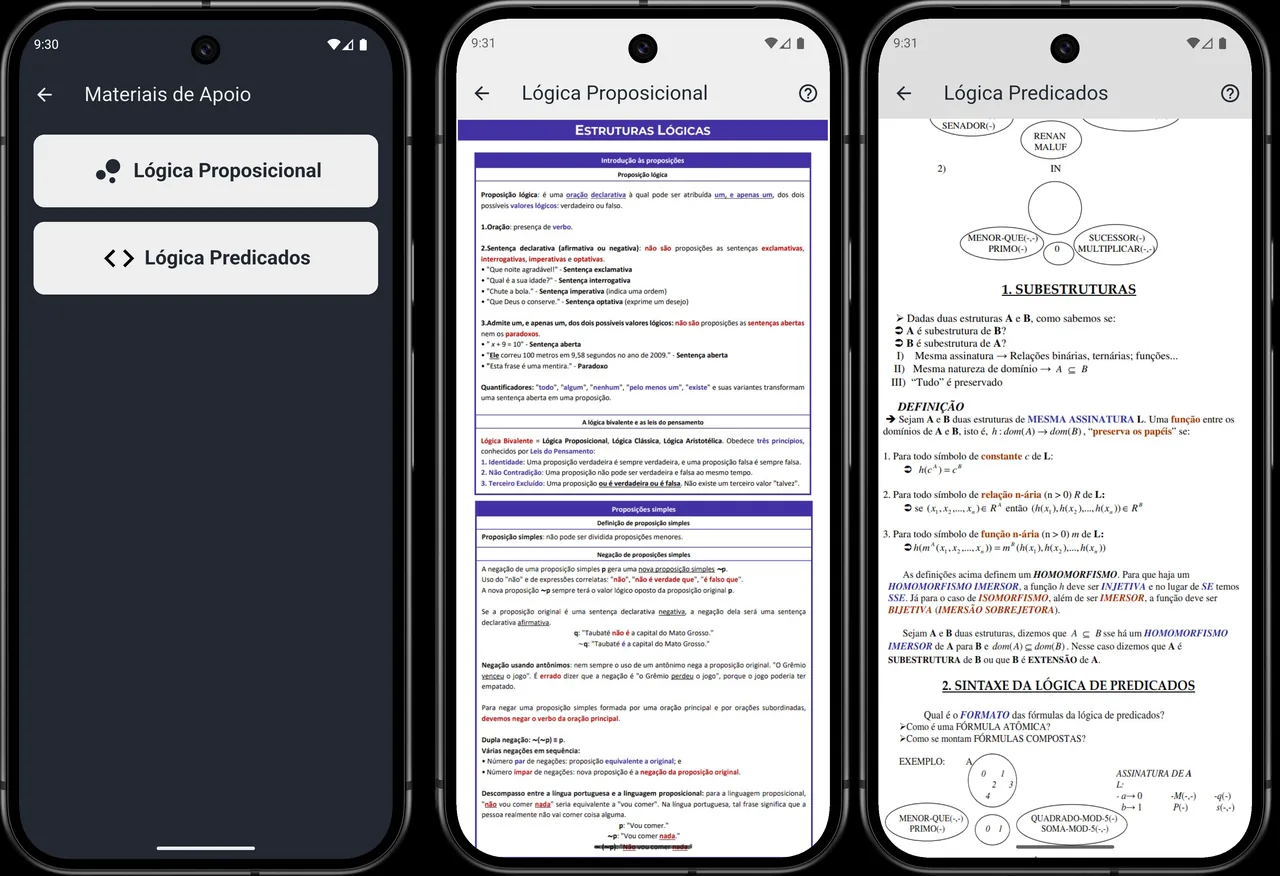 9:30
Materiais de Apoio
Lógica Proposicional
Lógica Predicados
9:31
Lógica Proposicional
ESTRUTURAS LÓGICAS
Introdução às proposições
Proposição lógica
Proposição lógica: é uma oração declarativa à qual pode ser atribuída um, e apenas um, dos dois
possíveis valores lógicos: verdadeiro ou falso.
1.Oração: presença de verbo.
2.Sentença declarativa (afirmativa ou negativa): não são proposições as sentenças exclamativas,
interrogativas, imperativas e optativas.
• "Que noite agradável!" - Sentença exclamativa
• "Qual é a sua idade?" - Sentença interrogativa
• "Chute a bola." - Sentença imperativa (indica uma ordem)
• "Que Deus o conserve." - Sentença optativa (exprime um desejo)
3.Admite um, e apenas um, dos dois possíveis valores lógicos: não são proposições as sentenças abertas
nem os paradoxos.
• " x + 9 = 10" - Sentença aberta
• "Ele correu 100 metros em 9,58 segundos no ano de 2009." - Sentença aberta
• "Esta frase é uma mentira." - Paradoxo
Quantificadores: "todo", "algum", "nenhum", "pelo menos um", "existe" e suas variantes transformam
uma sentença aberta em uma proposição.
A lógica bivalente e as leis do pensamento
Lógica Bivalente = Lógica Proposicional, Lógica Clássica, Lógica Aristotélica. Obedece três princípios,
conhecidos por Leis do Pensamento:
1. Identidade: Uma proposição verdadeira é sempre verdadeira, e uma proposição falsa é sempre falsa.
2. Não Contradição: Uma proposição não pode ser verdadeira e falsa ao mesmo tempo.
3. Terceiro Excluído: Uma proposição ou é verdadeira ou é falsa. Não existe um terceiro valor "talvez".
Proposições simples
Definição de proposição simples
Proposição simples: não pode ser dividida proposições menores.
Negação de proposições simples
A negação de uma proposição simples p gera uma nova proposição simples ~p.
Uso do "não" e de expressões correlatas: "não", "não é verdade que", "é falso que".
A nova proposição ~p sempre terá o valor lógico oposto da proposição original p.
Se a proposição original é uma sentença declarativa negativa, a negação dela será uma sentença
declarativa afirmativa.
q: "Taubaté não é a capital do Mato Grosso."
~q: "Taubaté é a capital do Mato Grosso."
Negação usando antônimos: nem sempre o uso de um antônimo nega a proposição original. "O Grêmio
venceu o jogo". É errado dizer que a negação é "o Grêmio perdeu o jogo", porque o jogo poderia ter
empatado.
Para negar uma proposição simples formada por uma oração principal e por orações subordinadas,
devemos negar o verbo da oração principal.
Dupla negação: ~(~p) ≡ p.
Várias negações em sequência:
• Número par de negações: proposição equivalente a original; e
• Número ímpar de negações: nova proposição é a negação da proposição original.
Descompasso entre a língua portuguesa e a linguagem proposicional: para a linguagem proposicional,
"não vou comer nada" seria equivalente a "vou comer". Na língua portuguesa, tal frase significa que a
pessoa realmente não vai comer coisa alguma.
p: "Vou comer."
~p: "Vou comer nada."
~(~p): "Não vou comer nada."
9:31
Lógica Predicados
SENADOR(-)
RENAN
MALUF
2) IN
MENOR-QUE(-,-)
PRIMO(-)
0
SUCESSOR(-)
MULTIPLICAR(-,-)
1. SUBESTRUTURAS
➢ Dadas duas estruturas A e B, como sabemos se:
➲ A é subestrutura de B?
➲ B é subestrutura de A?
I) Mesma assinatura → Relações binárias, ternárias; funções...
II) Mesma natureza de domínio → A ⊆ B
III) “Tudo” é preservado
DEFINIÇÃO
➔ Sejam A e B duas estruturas de MESMA ASSINATURA L. Uma função entre os
domínios de A e B, isto é, h: dom(A) → dom(B), “preserva os papéis” se:
1. Para todo símbolo de constante c de L:
➲ h(c^A) = c^B
2. Para todo símbolo de relação n-ária (n > 0) R de L:
➲ se (x₁,x₂,...,xₙ) ∈ R^A então (h(x₁),h(x₂),...,h(xₙ)) ∈ R^B
3. Para todo símbolo de função n-ária (n > 0) m de L:
➲ h(m^A(x₁,x₂,...,xₙ)) = m^B(h(x₁),h(x₂),...,h(xₙ))
As definições acima definem um HOMOMORFISMO. Para que haja um
HOMOMORFISMO IMERSOR, a função h deve ser INJETIVA e no lugar de SE temos
SSE. Já para o caso de ISOMORFISMO, além de ser IMERSOR, a função deve ser
BIJETIVA (IMERSÃO SOBREJETORA).
Sejam A e B duas estruturas, dizemos que A ⊆ B sse há um HOMOMORFISMO
IMERSOR de A para B e dom(A) ⊆ dom(B). Nesse caso dizemos que A é
SUBESTRUTURA de B ou que B é EXTENSÃO de A.
2. SINTAXE DA LÓGICA DE PREDICADOS
Qual é o FORMATO das fórmulas da lógica de predicados?
➢Como é uma FÓRMULA ATÔMICA?
➢Como se montam FÓRMULAS COMPOSTAS?
EXEMPLO: A
0 1
2 3
4
ASSINATURA DE A
L:
- a→ 0 -M(-,-) -q(-)
b→ 1 P(-) s(-,-)
MENOR-QUE(-,-)
PRIMO(-)
0 1
QUADRADO-MOD-5(-)
SOMA-MOD-5(-,-)